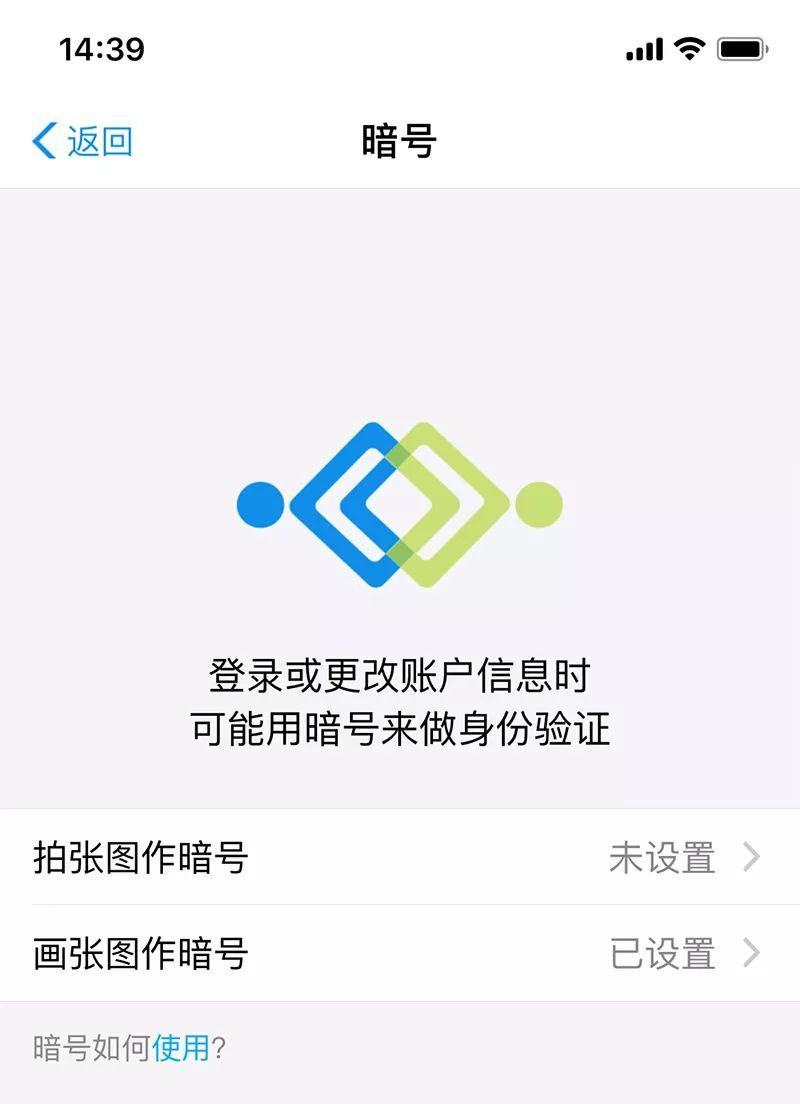 14:39
返回
暗号
登录或更改账户信息时
可能用暗号来做身份验证
拍张图作暗号 未设置
画张图作暗号 已设置
暗号如何使用?